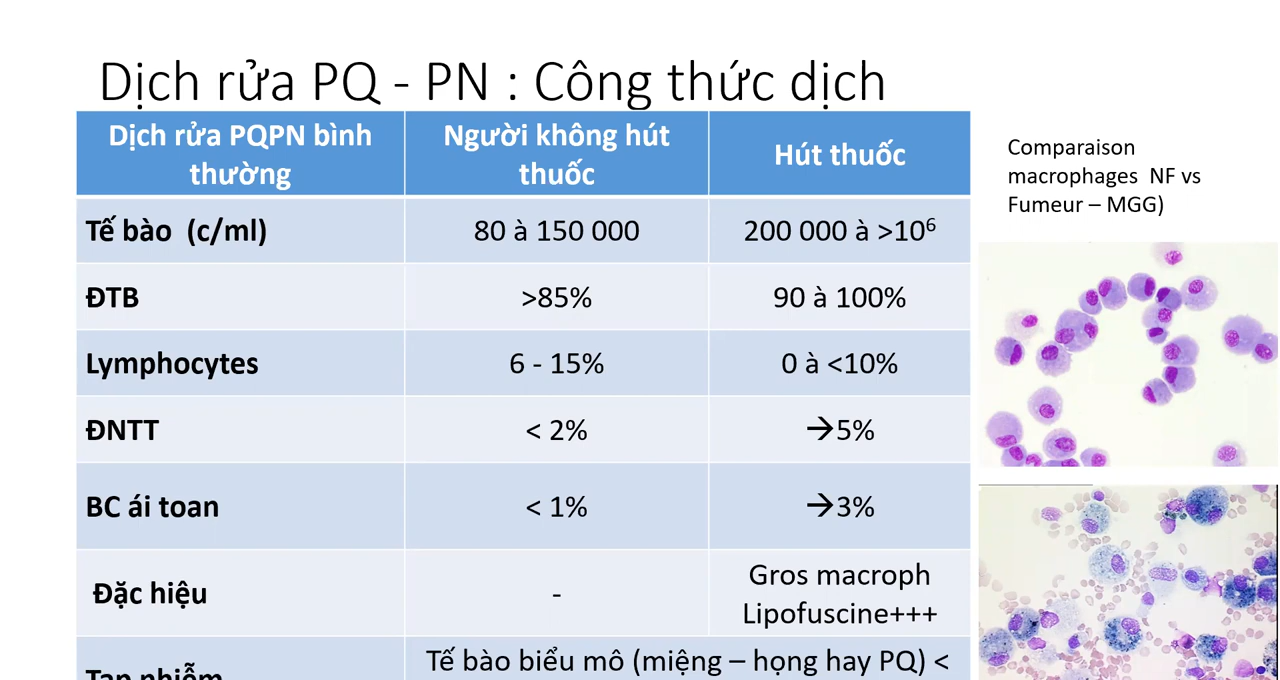 Dịch rửa PQ - PN : Công thức dịch
Dịch rửa PQPN bình
thường
Người không hút
thuốc
Hút thuốc
Tế bào (c/ml)
80 à 150 000
200 000 à >10⁶
ĐTB
>85%
90 à 100%
Lymphocytes
6 - 15%
0 à <10%
ĐNTT
< 2%
→5%
BC ái toan
< 1%
→3%
Đặc hiệu
-
Gros macroph
Lipofuscine+++
Tạp nhiễm
Tế bào biểu mô (miệng – họng hay PQ) <
Comparaison
macrophages NF vs
Fumeur – MGG)